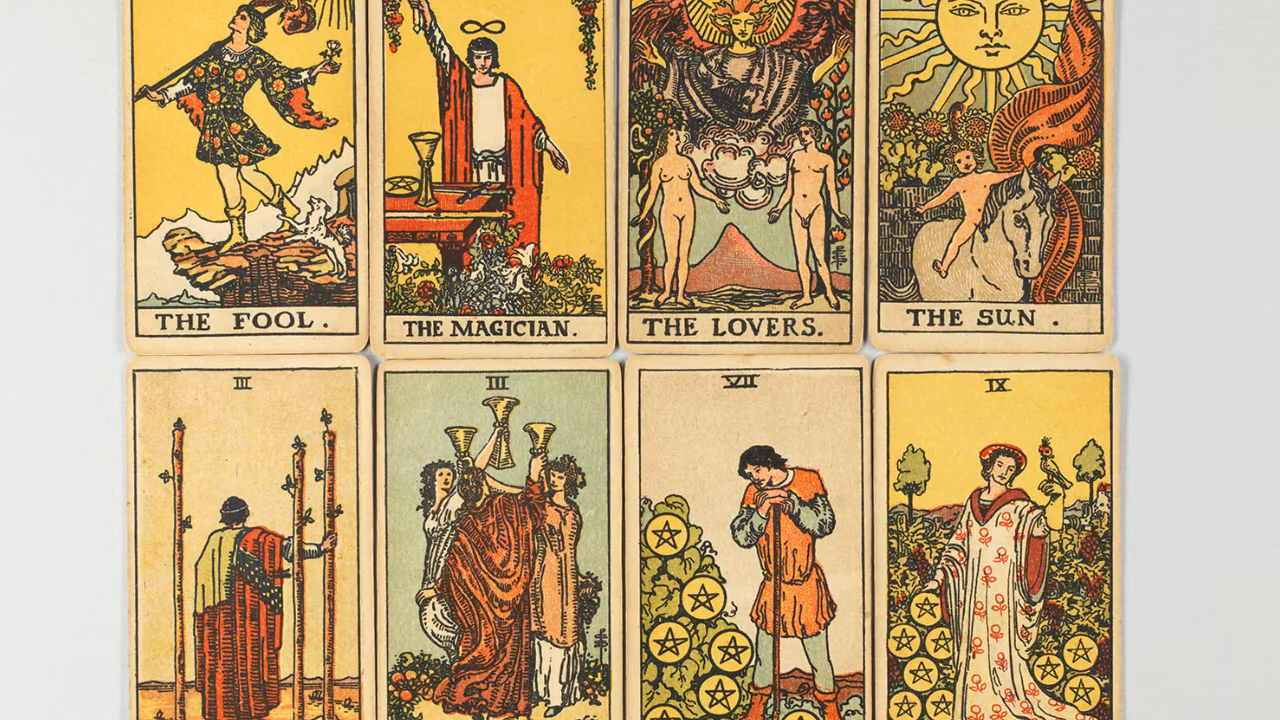 THE FOOL.
THE MAGICIAN.
THE LOVERS.
THE SUN .
III
III
VII
IX